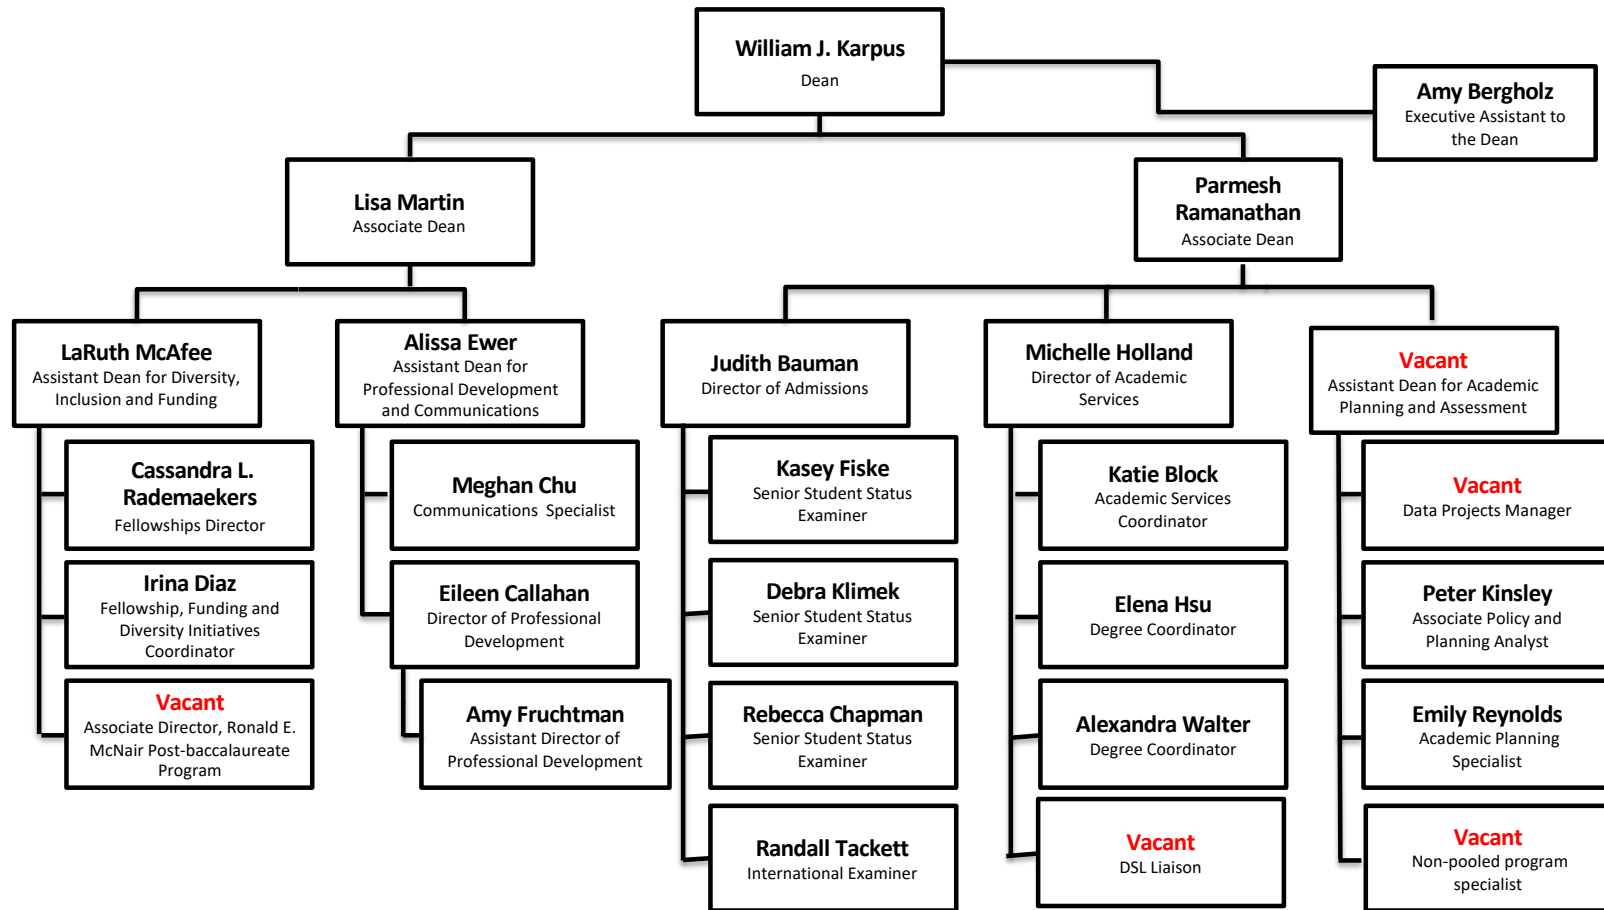 William J. Karpus
Dean
Amy Bergholz
Executive Assistant to
the Dean
Lisa Martin
Associate Dean
Parmesh
Ramanathan
Associate Dean
LaRuth McAfee
Assistant Dean for Diversity,
Inclusion and Funding
Alissa Ewer
Assistant Dean for
Professional Development
and Communications
Judith Bauman
Director of Admissions
Michelle Holland
Director of Academic
Services
Vacant
Assistant Dean for Academic
Planning and Assessment
Cassandra L.
Rademaekers
Fellowships Director
Irina Diaz
Fellowship, Funding and
Diversity Initiatives
Coordinator
Vacant
Associate Director, Ronald E.
McNair Post-baccalaureate
Program
Meghan Chu
Communications Specialist
Eileen Callahan
Director of Professional
Development
Amy Fruchtman
Assistant Director of
Professional Development
Kasey Fiske
Senior Student Status
Examiner
Debra Klimek
Senior Student Status
Examiner
Rebecca Chapman
Senior Student Status
Examiner
Randall Tackett
International Examiner
Katie Block
Academic Services
Coordinator
Elena Hsu
Degree Coordinator
Alexandra Walter
Degree Coordinator
Vacant
DSL Liaison
Vacant
Data Projects Manager
Peter Kinsley
Associate Policy and
Planning Analyst
Emily Reynolds
Academic Planning
Specialist
Vacant
Non-pooled program
specialist